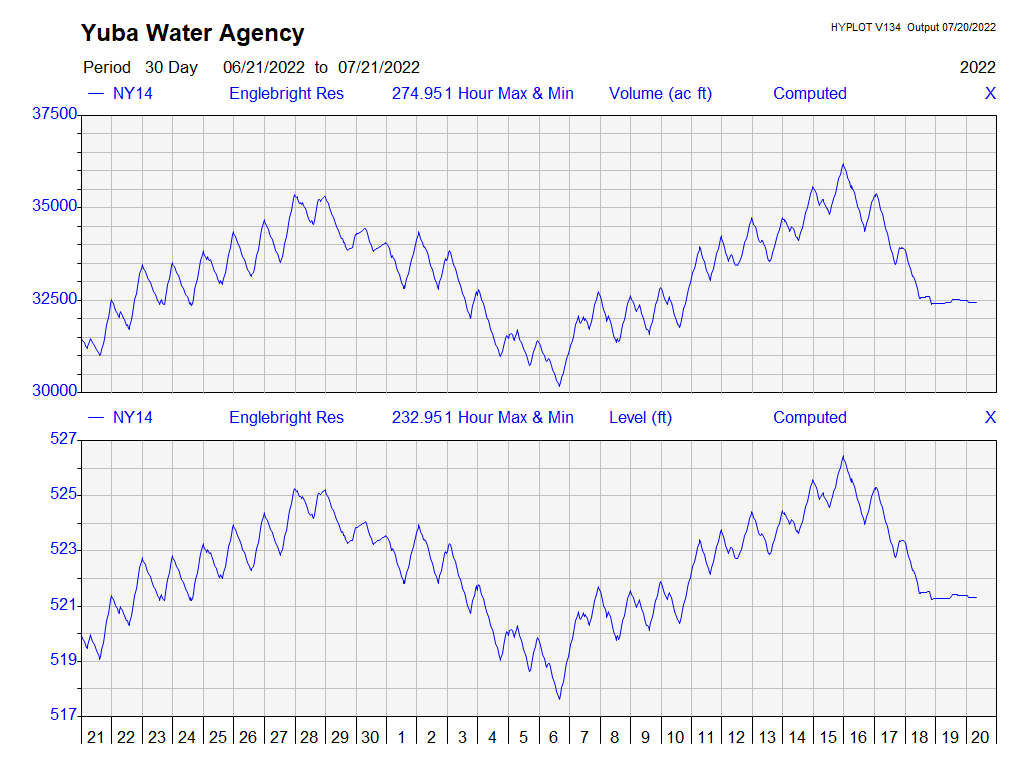 Yuba Water Agency
HYPLOT V134 Output 07/20/2022
Period 30 Day 06/21/2022 to 07/21/2022
2022
NY14 Englebright Res 274.951 Hour Max & Min Volume (ac ft) Computed X
37500
35000
32500
30000
NY14 Englebright Res 232.951 Hour Max & Min Level (ft) Computed X
527
525
523
521
519
517
21 22 23 24 25 26 27 28 29 30 1 2 3 4 5 6 7 8 9 10 11 12 13 14 15 16 17 18 19 20